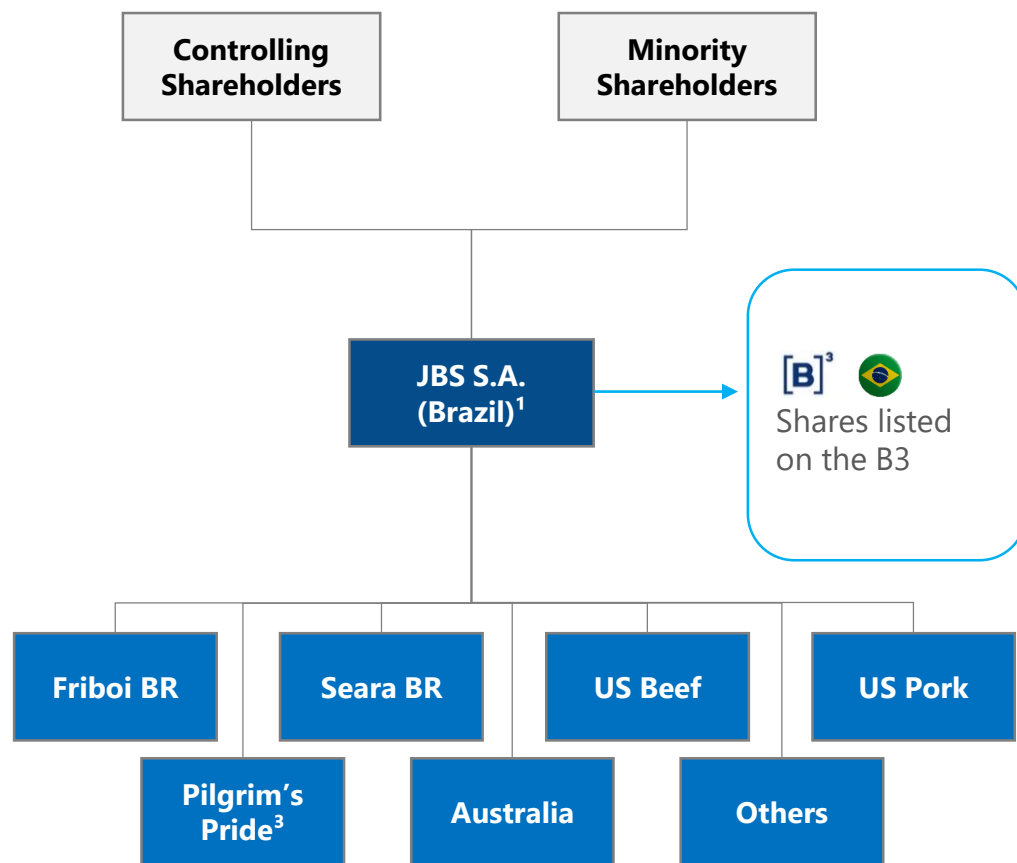 Controlling
Shareholders
Minority
Shareholders
JBS S.A.
(Brazil)¹
[B]³
Shares listed
on the B3
Friboi BR
Seara BR
US Beef
US Pork
Pilgrim’s
Pride³
Australia
Others